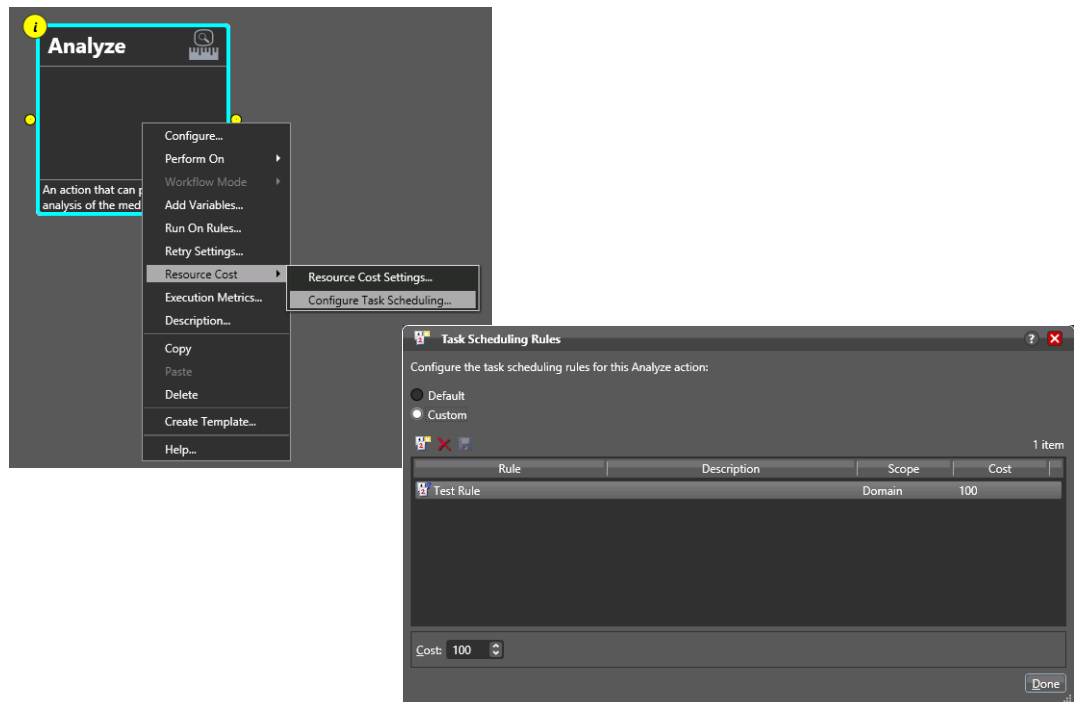 i
Analyze
An action that can p
analysis of the med
Configure...
Perform On
Workflow Mode
Add Variables...
Run On Rules...
Retry Settings...
Resource Cost
Execution Metrics...
Description...
Copy
Paste
Delete
Create Template...
Help...
Resource Cost Settings...
Configure Task Scheduling...
Task Scheduling Rules
?
Configure the task scheduling rules for this Analyze action:
Default
Custom
1 item
Rule Description Scope Cost
Test Rule Domain 100
Cost: 100
Done